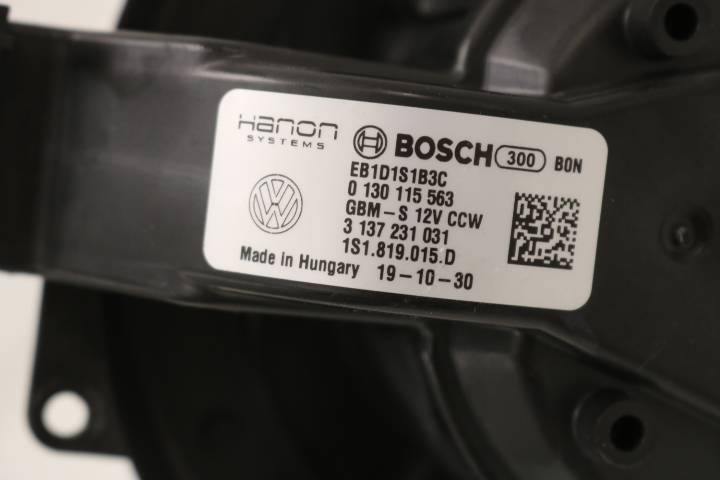 Hanon
SYSTEMS
BOSCH 300 B0N
EB1D1S1B3C
0 130 115 563
GBM-S 12V CCW
3 137 231 031
1S1.819.015.D
Made in Hungary 19-10-30